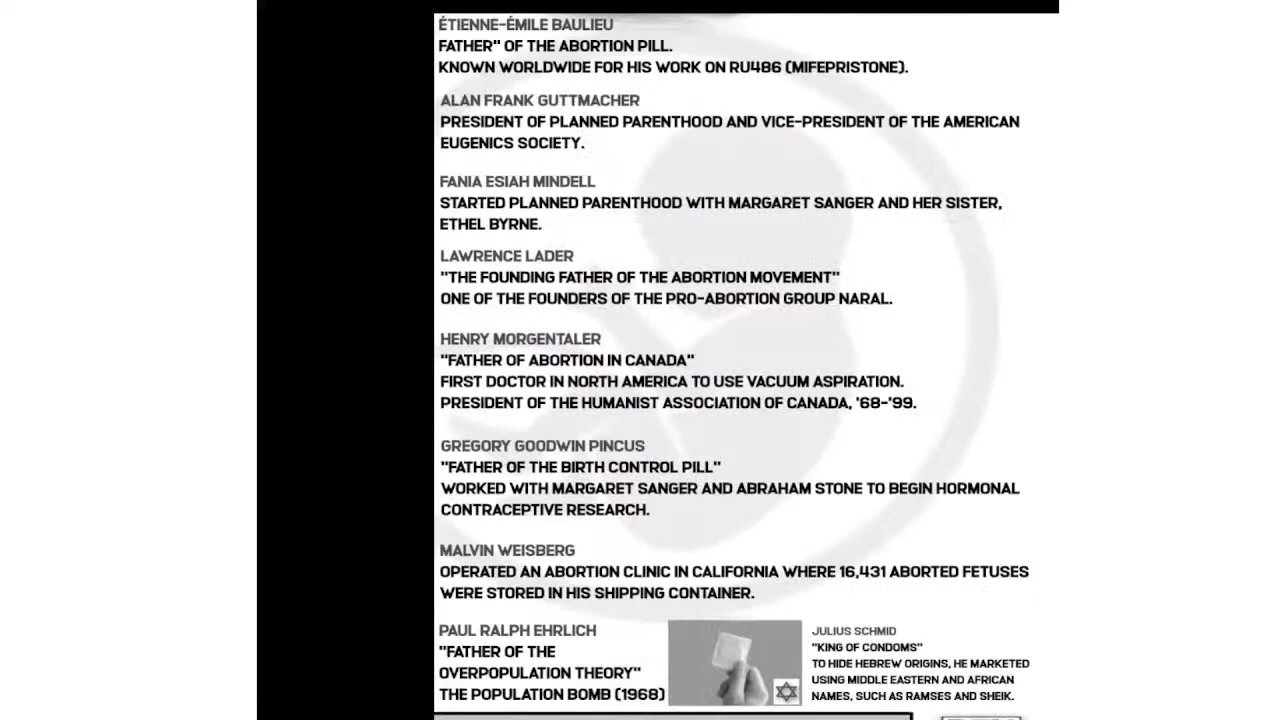 ÉTIENNE-ÉMILE BAULIEU
FATHER" OF THE ABORTION PILL.
KNOWN WORLDWIDE FOR HIS WORK ON RU486 (MIFEPRISTONE).
ALAN FRANK GUTTMACHER
PRESIDENT OF PLANNED PARENTHOOD AND VICE-PRESIDENT OF THE AMERICAN
EUGENICS SOCIETY.
FANIA ESIAH MINDELL
STARTED PLANNED PARENTHOOD WITH MARGARET SANGER AND HER SISTER,
ETHEL BYRNE.
LAWRENCE LADER
"THE FOUNDING FATHER OF THE ABORTION MOVEMENT"
ONE OF THE FOUNDERS OF THE PRO-ABORTION GROUP NARAL.
HENRY MORGENTALER
"FATHER OF ABORTION IN CANADA"
FIRST DOCTOR IN NORTH AMERICA TO USE VACUUM ASPIRATION.
PRESIDENT OF THE HUMANIST ASSOCIATION OF CANADA, '68-'99.
GREGORY GOODWIN PINCUS
"FATHER OF THE BIRTH CONTROL PILL"
WORKED WITH MARGARET SANGER AND ABRAHAM STONE TO BEGIN HORMONAL
CONTRACEPTIVE RESEARCH.
MALVIN WEISBERG
OPERATED AN ABORTION CLINIC IN CALIFORNIA WHERE 16,431 ABORTED FETUSES
WERE STORED IN HIS SHIPPING CONTAINER.
PAUL RALPH EHRLICH
"FATHER OF THE
OVERPOPULATION THEORY"
THE POPULATION BOMB (1968)
JULIUS SCHMID
"KING OF CONDOMS"
TO HIDE HEBREW ORIGINS, HE MARKETED
USING MIDDLE EASTERN AND AFRICAN
NAMES, SUCH AS RAMSES AND SHEIK.